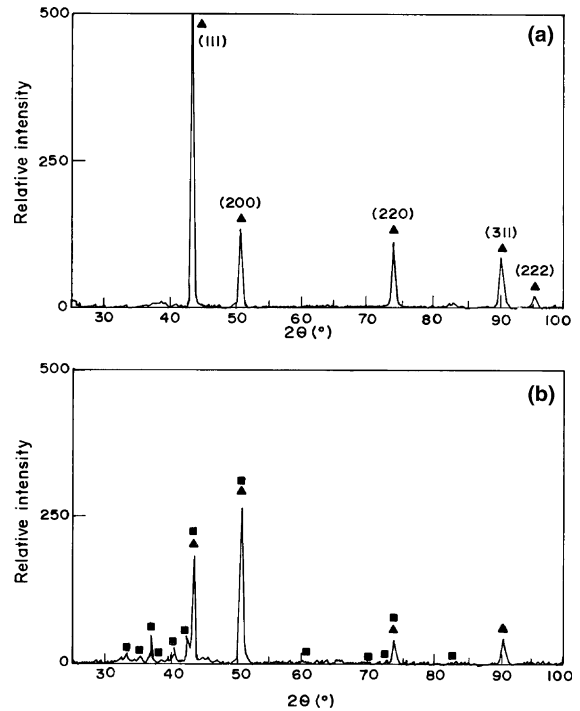 (a)
500
250
0
Relative intensity
(111)
(200)
(220)
(311)
(222)
25 30 40 50 60 70 80 90 100
2θ(°)
(b)
500
250
0
Relative intensity
30 40 50 60 70 80 90 100
2θ(°)